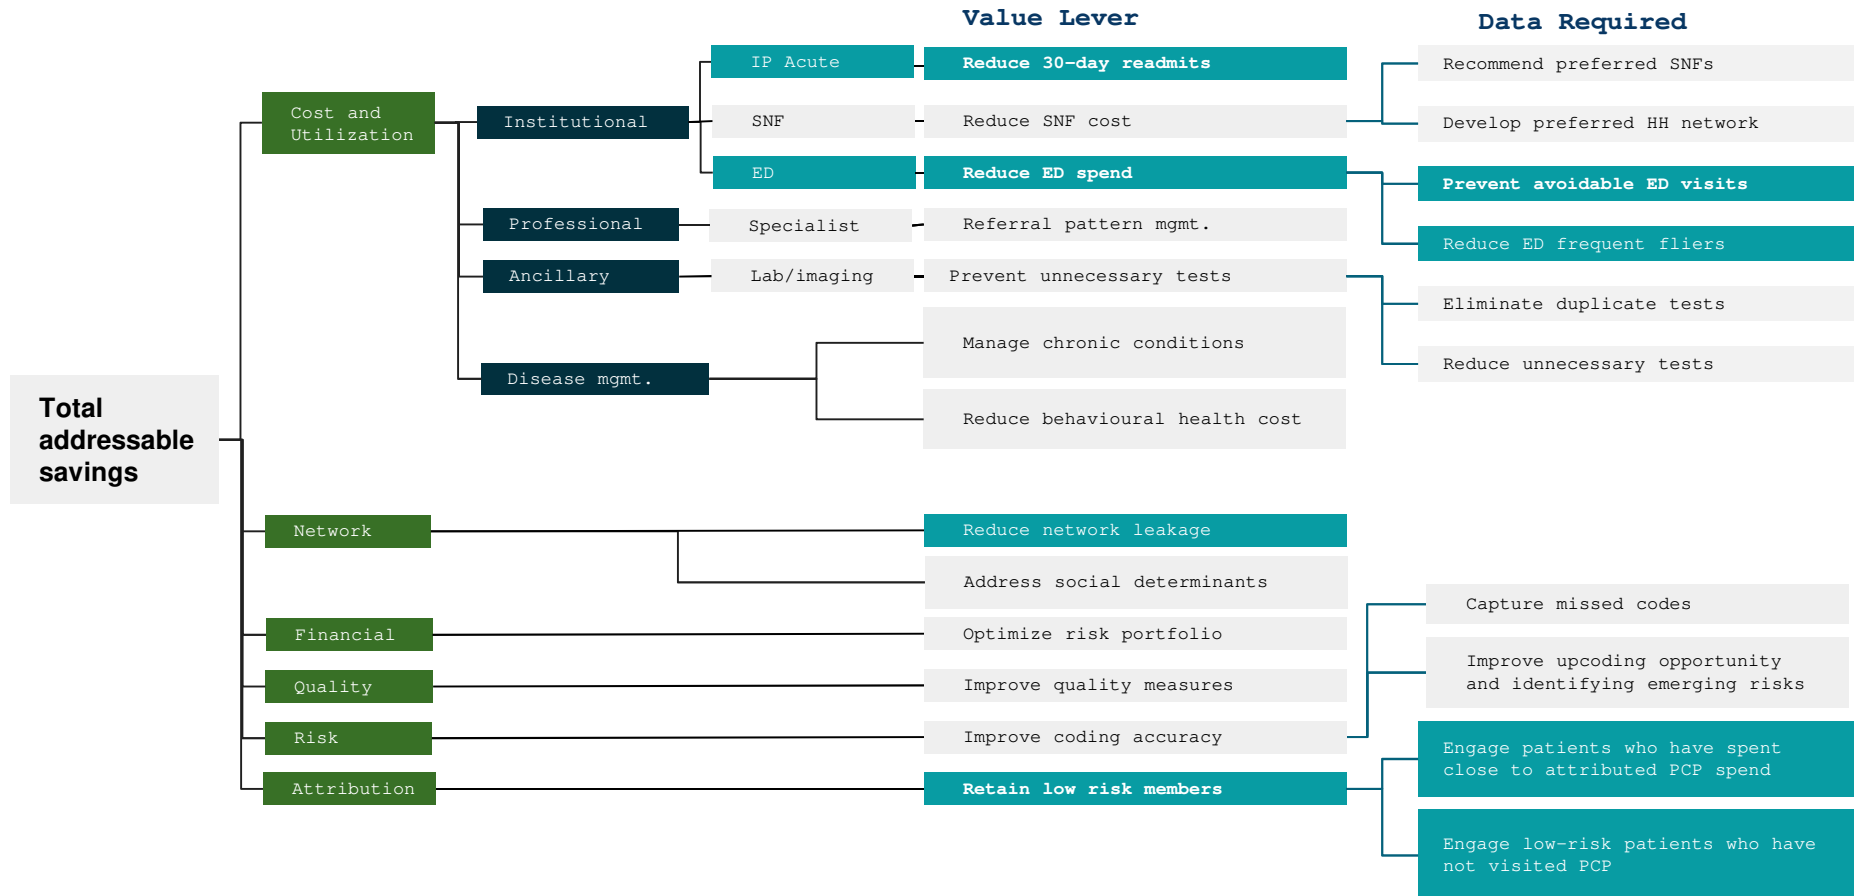 Value Lever
Data Required
IP Acute
Reduce 30-day readmits
Recommend preferred SNFs
Cost and
Utilization
Institutional
SNF
Reduce SNF cost
Develop preferred HH network
ED
Reduce ED spend
Prevent avoidable ED visits
Professional
Specialist
Referral pattern mgmt.
Reduce ED frequent fliers
Ancillary
Lab/imaging
Prevent unnecessary tests
Eliminate duplicate tests
Manage chronic conditions
Reduce unnecessary tests
Disease mgmt.
Reduce behavioural health cost
Total
addressable
savings
Network
Reduce network leakage
Address social determinants
Capture missed codes
Financial
Optimize risk portfolio
Improve upcoding opportunity
and identifying emerging risks
Quality
Improve quality measures
Risk
Improve coding accuracy
Engage patients who have spent
close to attributed PCP spend
Attribution
Retain low risk members
Engage low-risk patients who have
not visited PCP